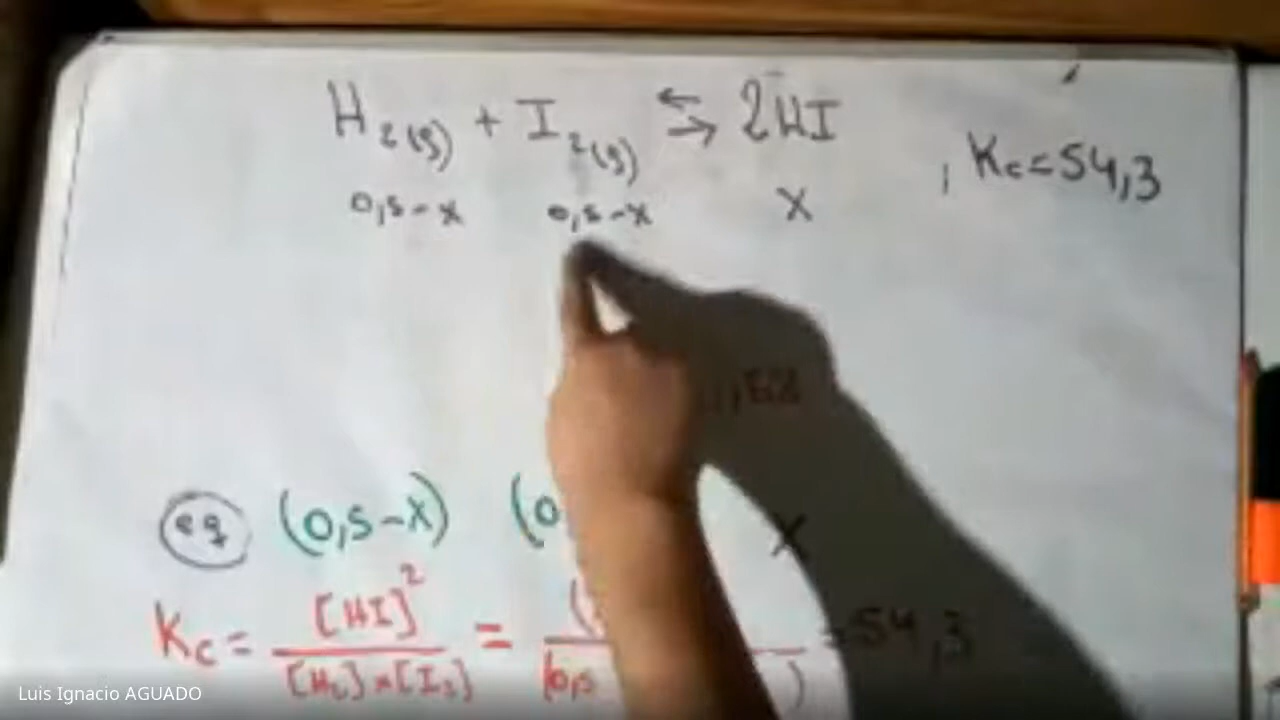 H₂(g) + I₂(g) ⇆ 2HI , Kc=54,3
0,5-x 0,5-x x
eq (0,5-x) (0 x
Kc = [HI]² / [H₂]×[I₂] = ( / (0,5 ) =54,3
Luis Ignacio AGUADO